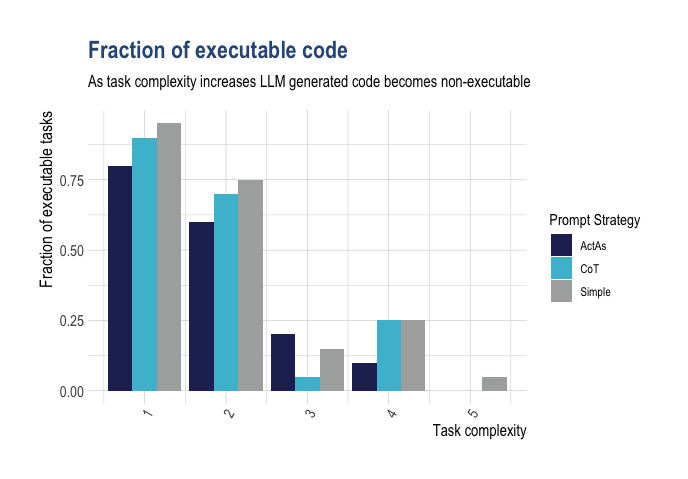 Fraction of executable code
As task complexity increases LLM generated code becomes non-executable
Fraction of executable tasks
0.75
0.50
0.25
0.00
1
2
3
4
5
Task complexity
Prompt Strategy
ActAs
CoT
Simple